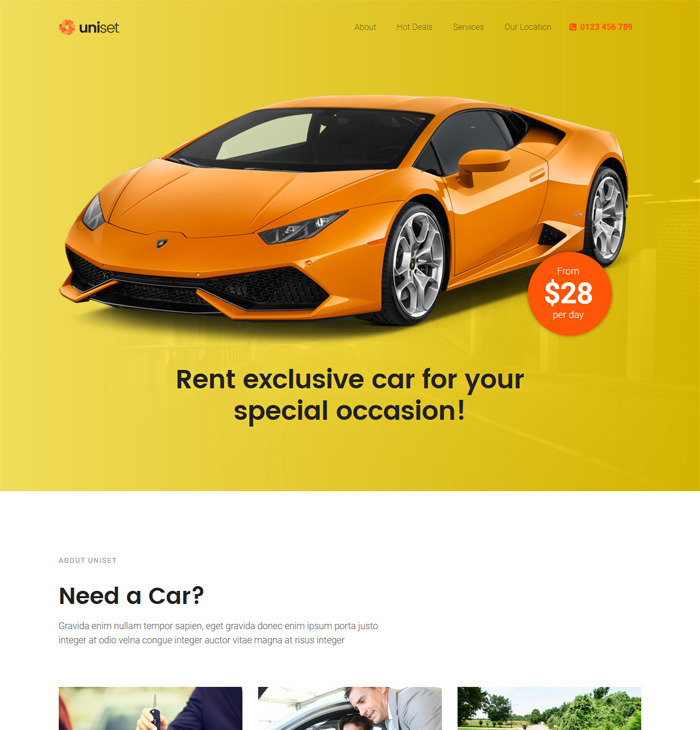 uniset
About Hot Deals Services Our Location 0123 456 789
From
$28
per day
Rent exclusive car for your
special occasion!
ABOUT UNISET
Need a Car?
Gravida enim nullam tempor sapien, eget gravida donec enim ipsum porta justo
integer at odio velna congue integer auctor vitae magna at risus integer